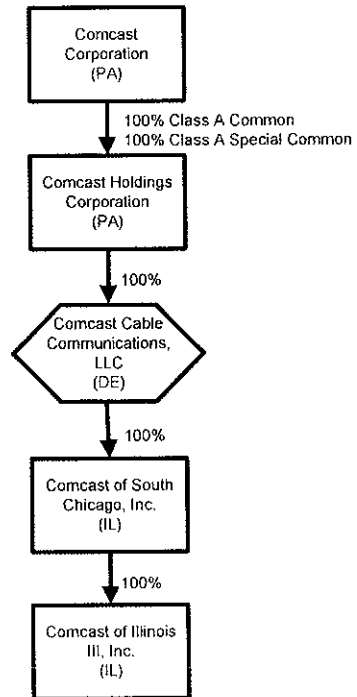 Comcast
Corporation
(PA)
100% Class A Common
100% Class A Special Common
Comcast Holdings
Corporation
(PA)
100%
Comcast Cable
Communications,
LLC
(DE)
100%
Comcast of South
Chicago, Inc.
(IL)
100%
Comcast of Illinois
III, Inc.
(IL)